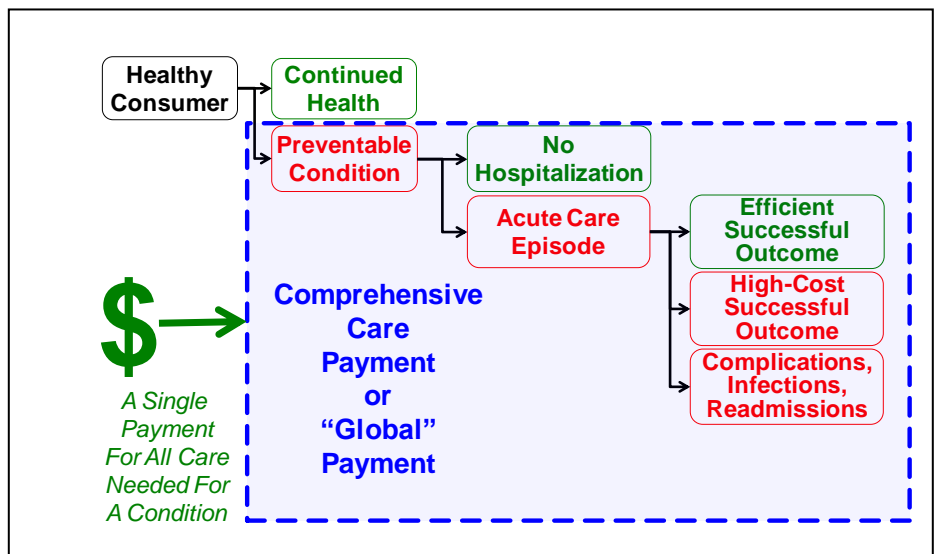 Healthy
Consumer
Continued
Health
Preventable
Condition
No
Hospitalization
Acute Care
Episode
Efficient
Successful
Outcome
High-Cost
Successful
Outcome
Complications,
Infections,
Readmissions
Comprehensive
Care
Payment
or
“Global”
Payment
$
A Single
Payment
For All Care
Needed For
A Condition